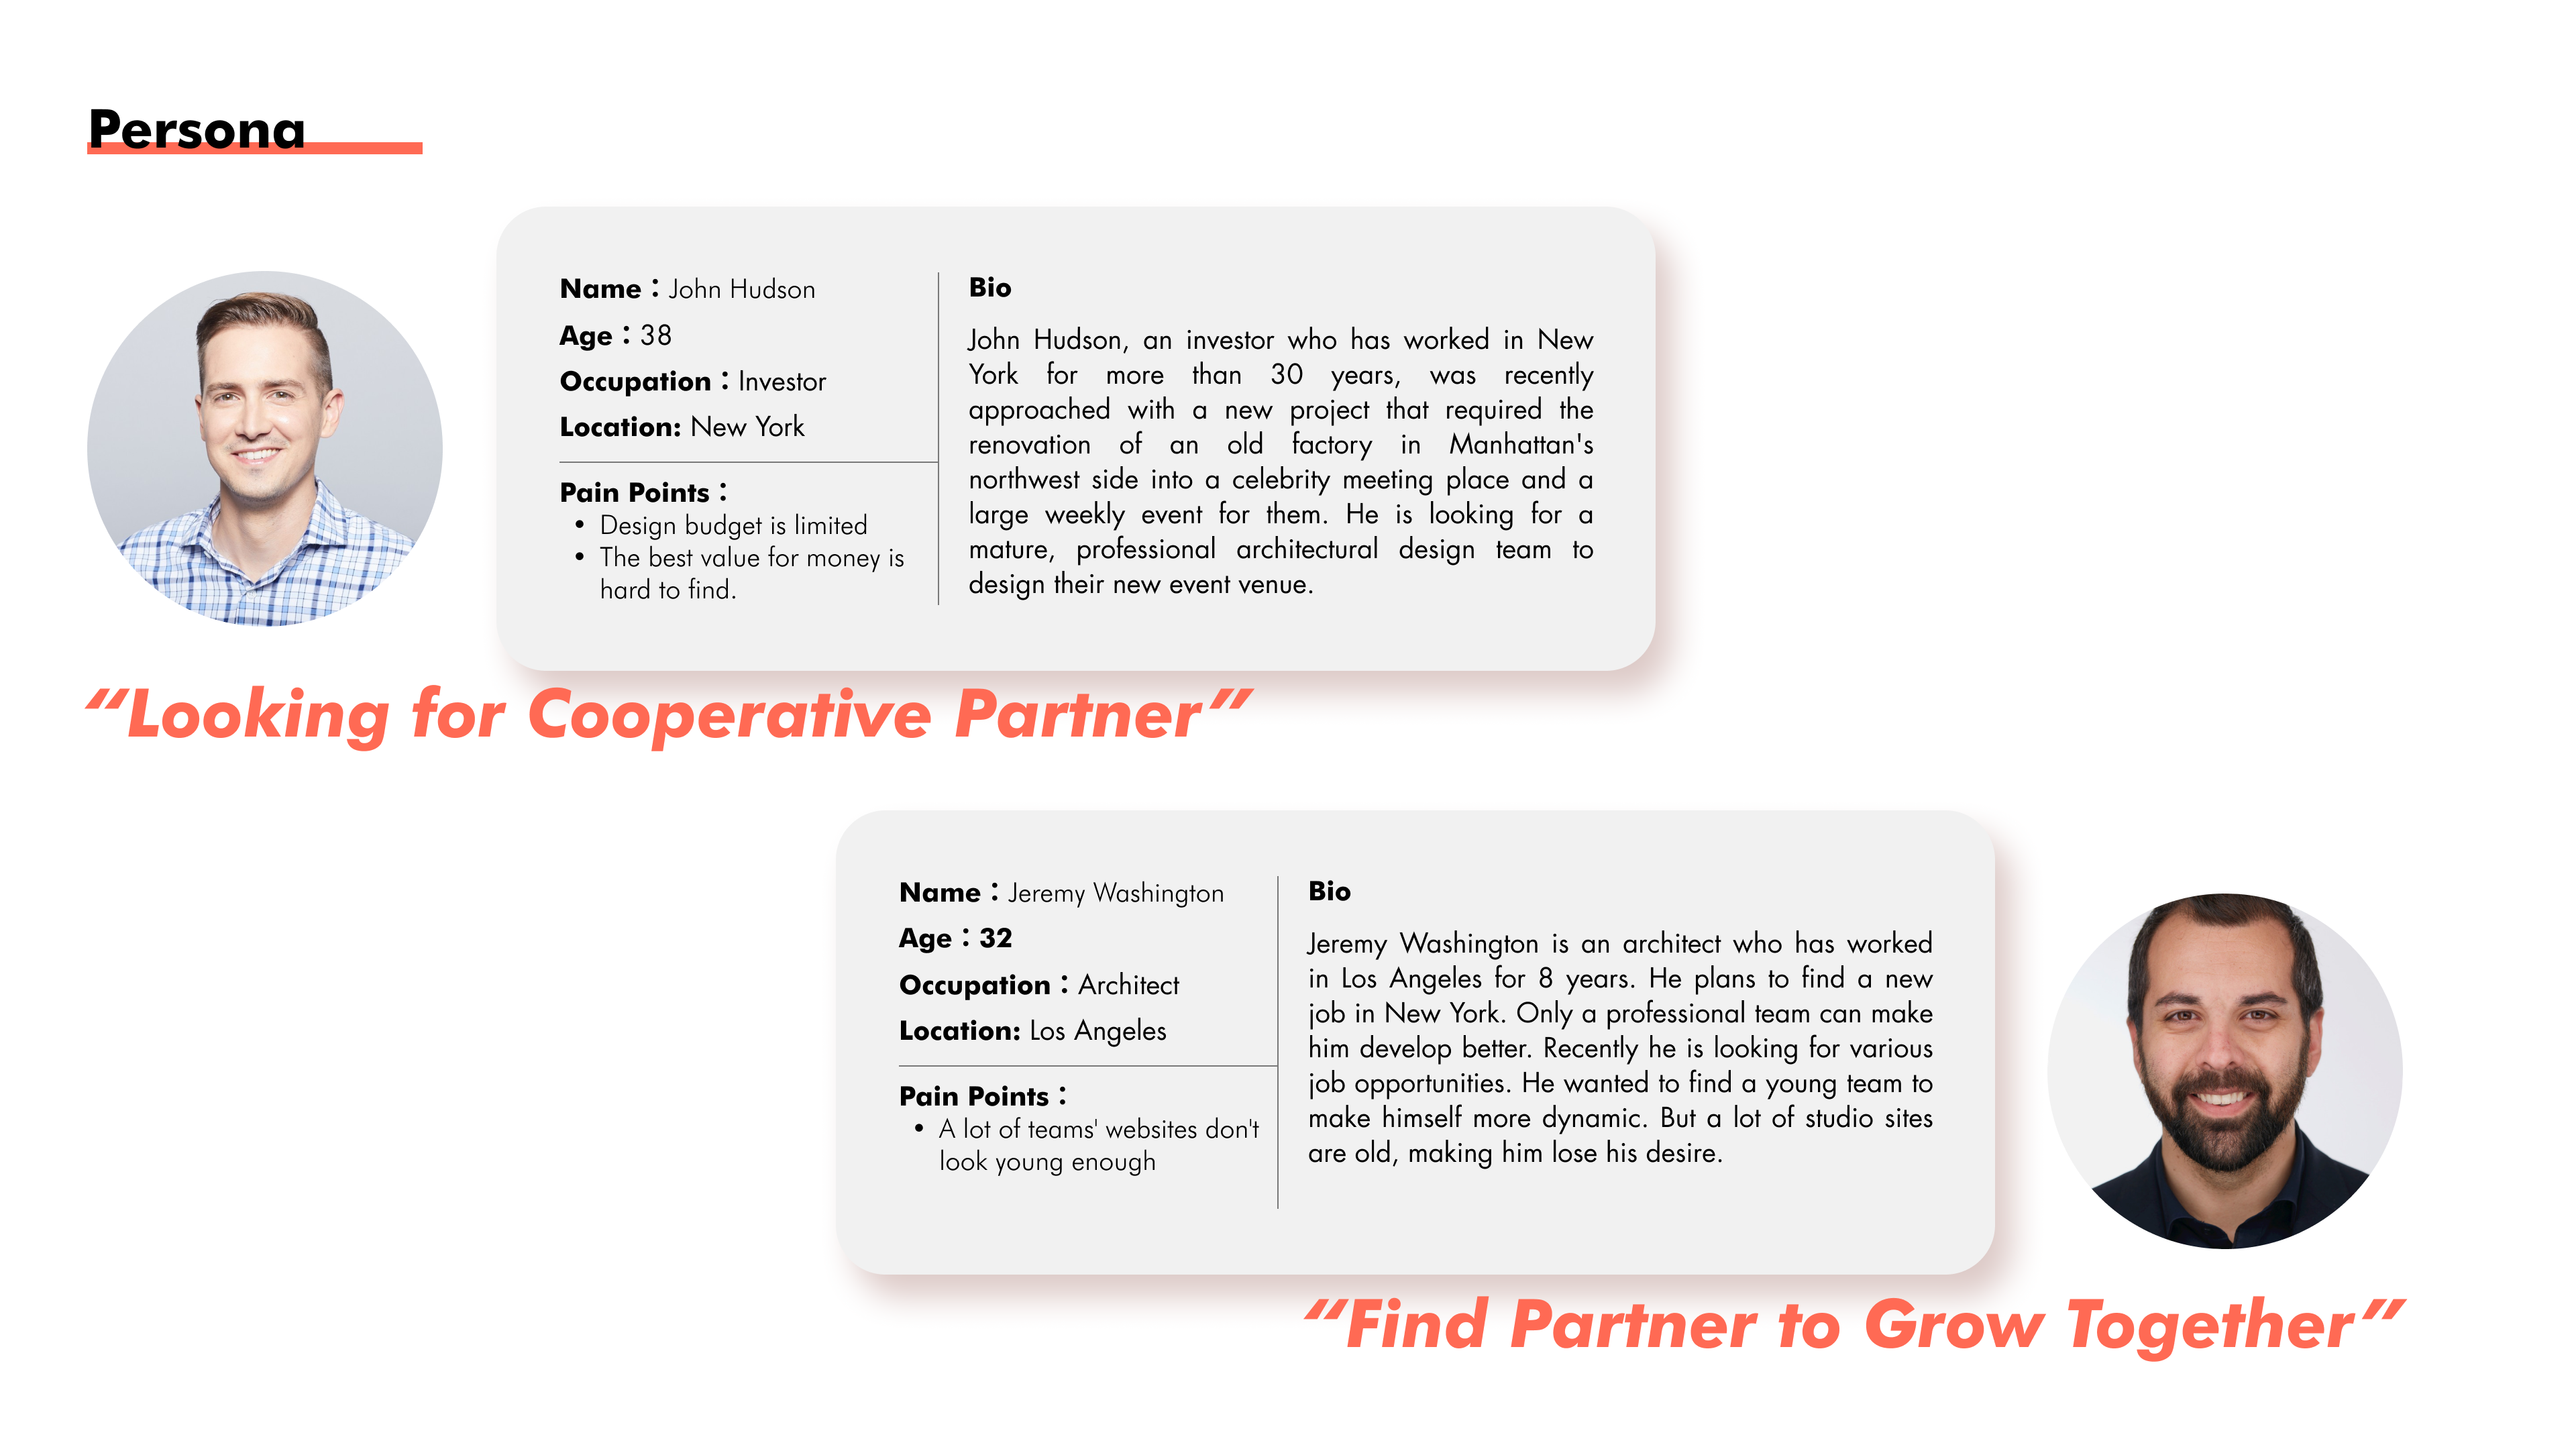 Persona
Name：John Hudson
Age：38
Occupation：Investor
Location: New York
Pain Points：
• Design budget is limited
• The best value for money is
hard to find.
Bio
John Hudson, an investor who has worked in New
York for more than 30 years, was recently
approached with a new project that required the
renovation of an old factory in Manhattan's
northwest side into a celebrity meeting place and a
large weekly event for them. He is looking for a
mature, professional architectural design team to
design their new event venue.
“Looking for Cooperative Partner”
Name：Jeremy Washington
Age：32
Occupation：Architect
Location: Los Angeles
Pain Points：
• A lot of teams' websites don't
look young enough
Bio
Jeremy Washington is an architect who has worked
in Los Angeles for 8 years. He plans to find a new
job in New York. Only a professional team can make
him develop better. Recently he is looking for various
job opportunities. He wanted to find a young team to
make himself more dynamic. But a lot of studio sites
are old, making him lose his desire.
“Find Partner to Grow Together”